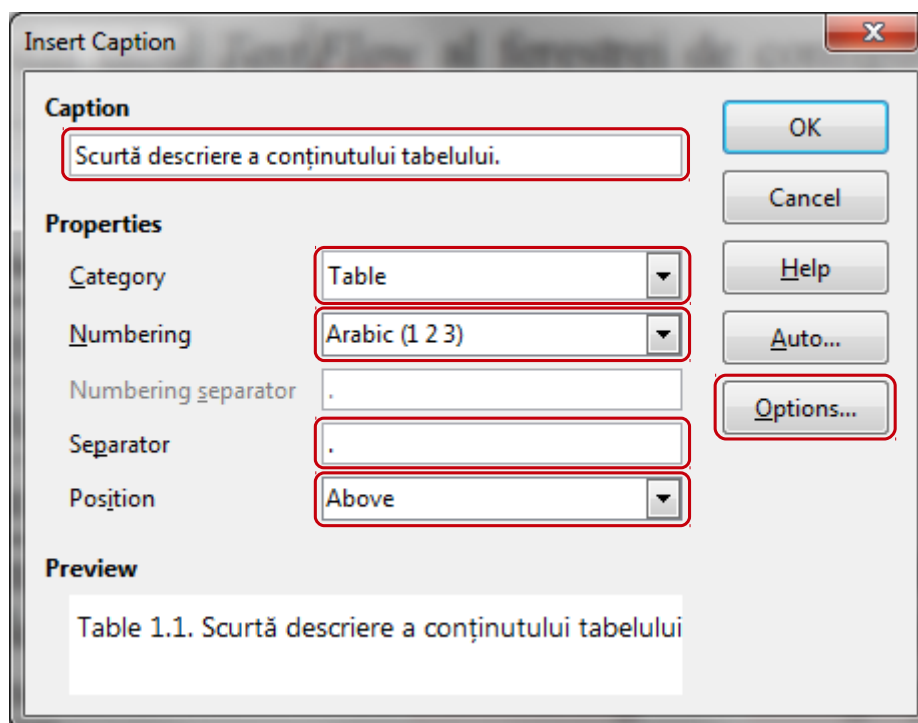 Insert Caption
Caption
Scurtă descriere a conținutului tabelului.
OK
Cancel
Properties
Category
Table
Help
Numbering
Arabic (1 2 3)
Auto...
Numbering separator
.
Options...
Separator
.
Position
Above
Preview
Table 1.1. Scurtă descriere a conținutului tabelului